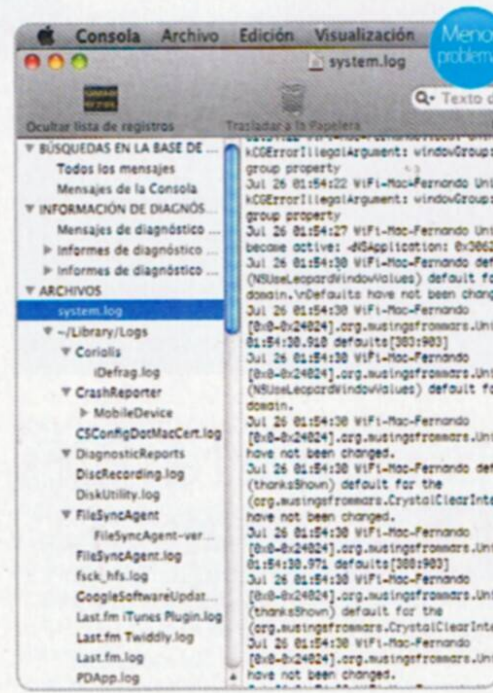 Consola Archivo Edición Visualización
Menos
problema
system.log
Q- Texto d
Ocultar lista de registros
Trasladar a la Papelera
BÚSQUEDAS EN LA BASE DE ...
Todos los mensajes
Mensajes de la Consola
INFORMACIÓN DE DIAGNÓS...
Mensajes de diagnóstico ...
Informes de diagnóstico ...
Informes de diagnóstico ...
ARCHIVOS
system.log
~/Library/Logs
Coriolis
iDefrag.log
CrashReporter
MobileDevice
CSConfigDotMacCert.log
DiagnosticReports
DiscRecording.log
DiskUtility.log
FileSyncAgent
FileSyncAgent-ver...
FileSyncAgent.log
fsck_hfs.log
GoogleSoftwareUpdat...
Last.fm iTunes Plugin.log
Last.fm Twiddly.log
Last.fm.log
PDApp.log
kCGErrorIllegalArgument: windowGroup:
group property
Jul 26 01:54:22 WiFi-Mac-Fernando Uni
kCGErrorIllegalArgument: windowGroup:
group property
Jul 26 01:54:27 WiFi-Mac-Fernando Uni
become active: <NSApplication: 0x3062
Jul 26 01:54:30 WiFi-Mac-Fernando def
(NSUseLeopardWindowValues) default fo
domain.\nDefaults have not been chang
Jul 26 01:54:30 WiFi-Mac-Fernando
[0x0-0x24024].org.musingsfrommars.Uni
01:54:30.910 defaults[303:903]
Jul 26 01:54:30 WiFi-Mac-Fernando
[0x0-0x24024].org.musingsfrommars.Uni
(NSUseLeopardWindowValues) default fo
domain.
Jul 26 01:54:30 WiFi-Mac-Fernando
[0x0-0x24024].org.musingsfrommars.Uni
have not been changed.
Jul 26 01:54:30 WiFi-Mac-Fernando def
(thanksShown) default for the
(org.musingsfrommars.CrystalClearInte
have not been changed.
Jul 26 01:54:30 WiFi-Mac-Fernando
[0x0-0x24024].org.musingsfrommars.Uni
01:54:30.971 defaults[308:903]
Jul 26 01:54:30 WiFi-Mac-Fernando
[0x0-0x24024].org.musingsfrommars.Uni
(thanksShown) default for the
(org.musingsfrommars.CrystalClearInte
Jul 26 01:54:30 WiFi-Mac-Fernando
[0x0-0x24024].org.musingsfrommars.Uni
have not been changed.